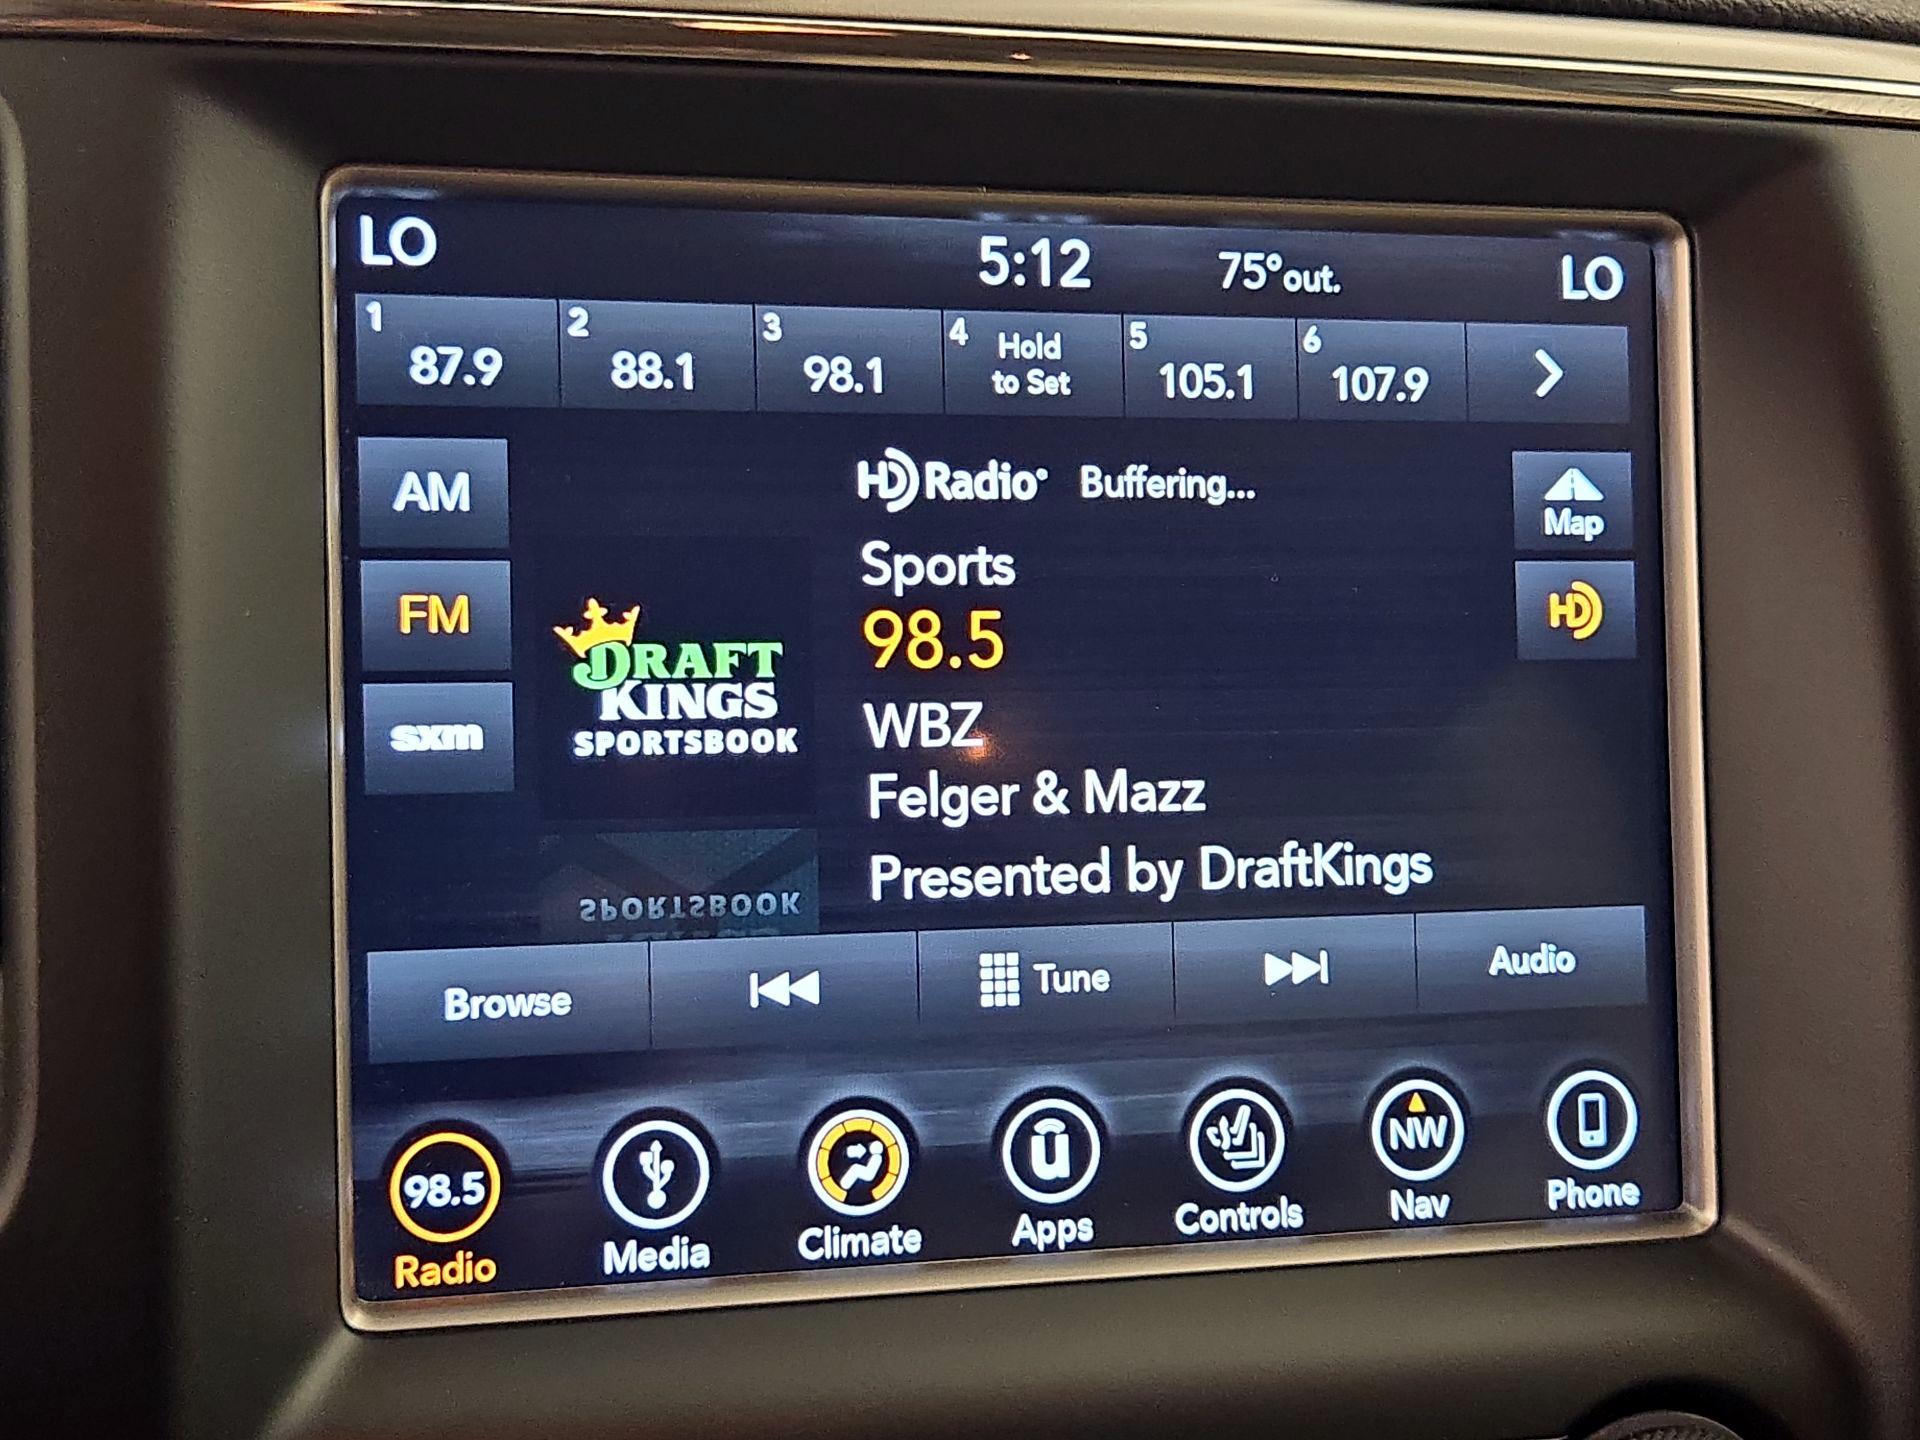 LO 5:12 75°out. LO
1 87.9 2 88.1 3 98.1 4 Hold to Set 5 105.1 6 107.9
AM
FM
sxm
HD Radio® Buffering...
Sports
98.5
WBZ
Felger & Mazz
Presented by DraftKings
DRAFT
KINGS
SPORTSBOOK
SPORTSBOOK
Map
HD
Browse Tune Audio
98.5 u NW
Radio Media Climate Apps Controls Nav Phone